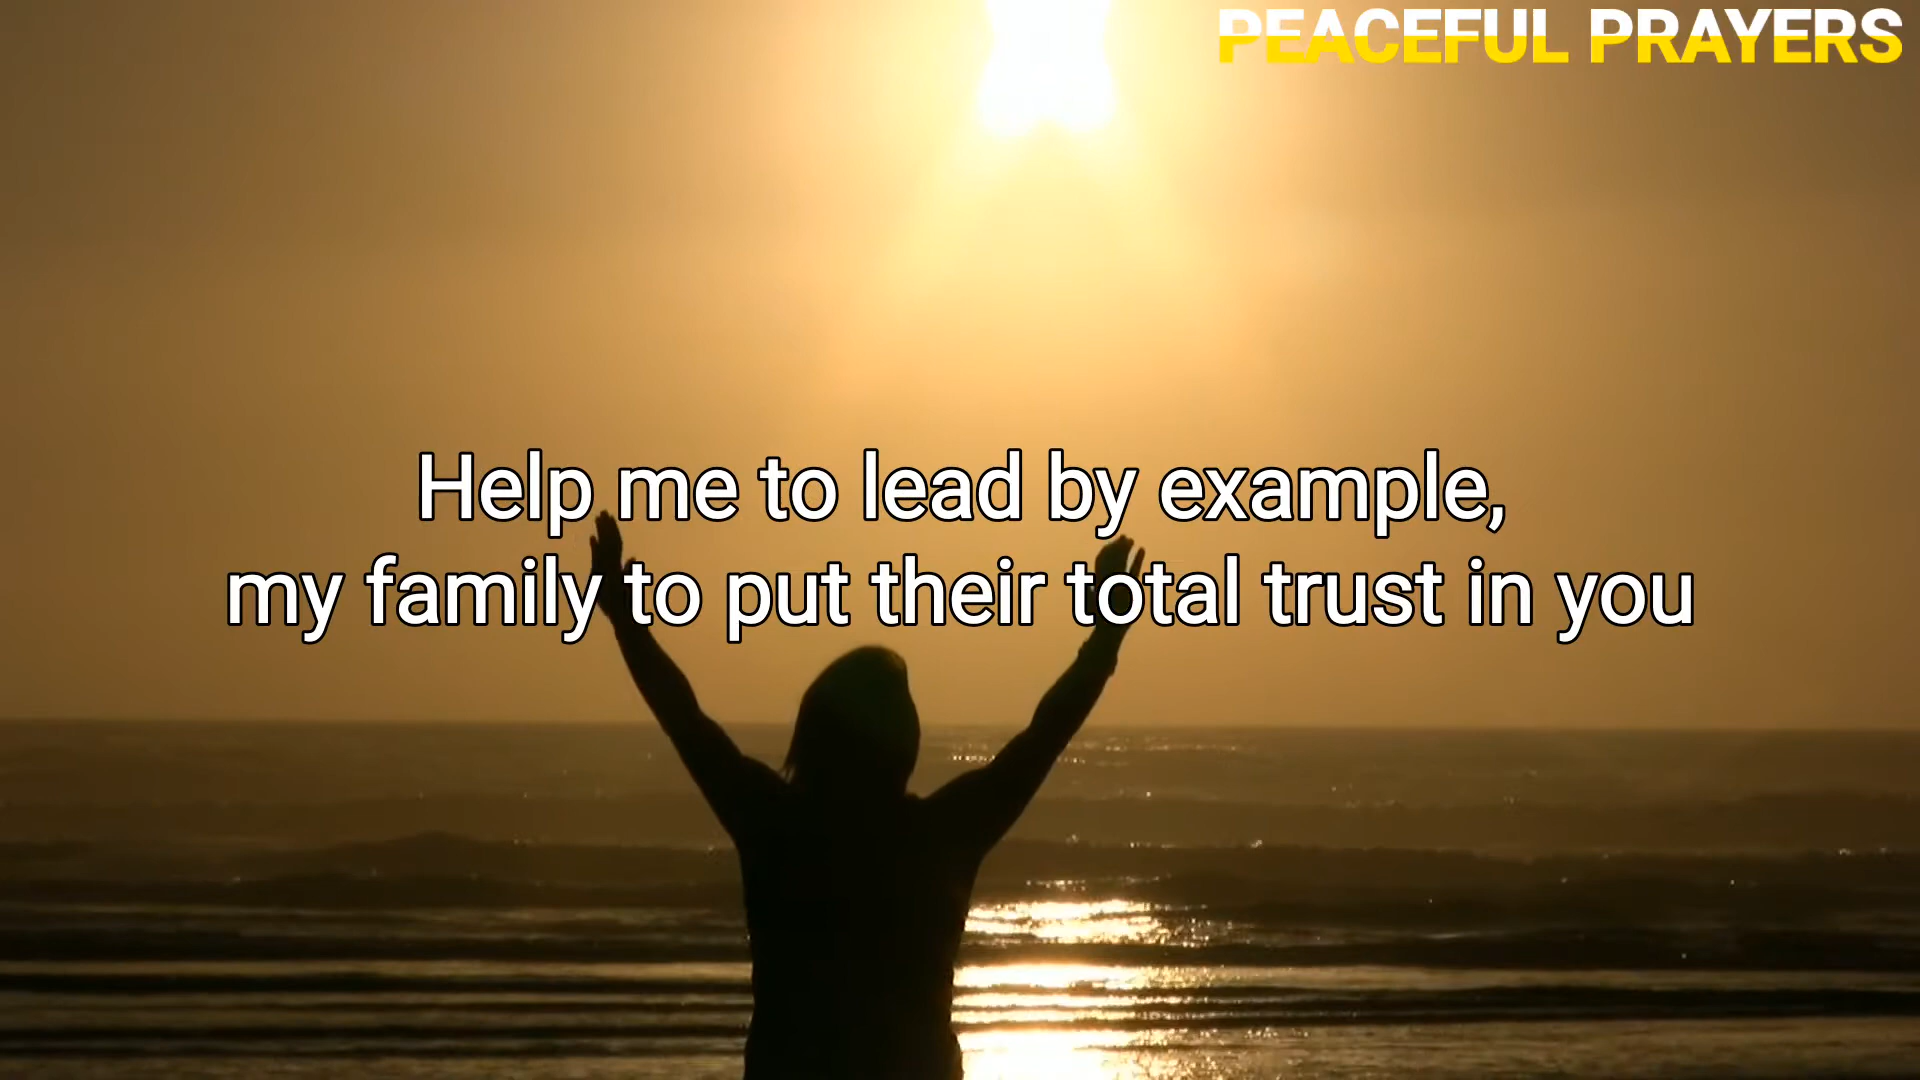 PEACEFUL PRAYERS
Help me to lead by example,
my family to put their total trust in you